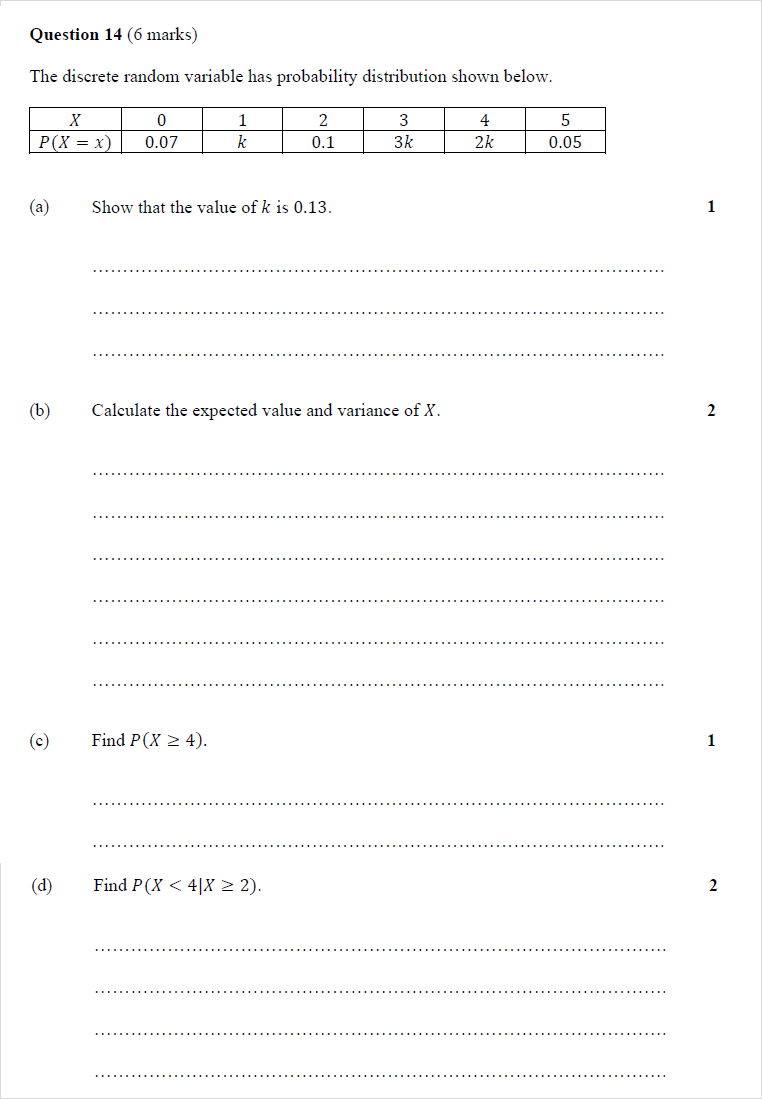 Question 14 (6 marks)
The discrete random variable has probability distribution shown below.
X 0 1 2 3 4 5
P(X = x) 0.07 k 0.1 3k 2k 0.05
(a) Show that the value of k is 0.13. 1
(b) Calculate the expected value and variance of X. 2
(c) Find P(X ≥ 4). 1
(d) Find P(X < 4|X ≥ 2). 2